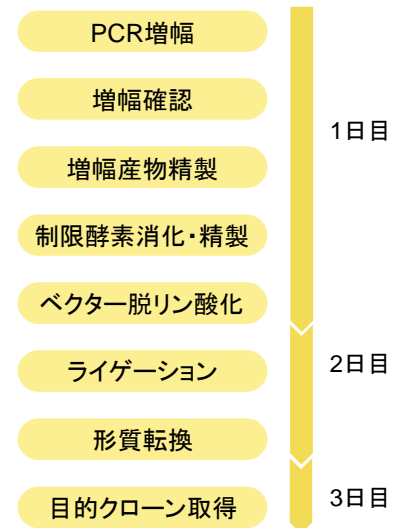 PCR増幅
増幅確認
1日目
増幅産物精製
制限酵素消化・精製
ベクター脱リン酸化
ライゲーション
2日目
形質転換
目的クローン取得
3日目